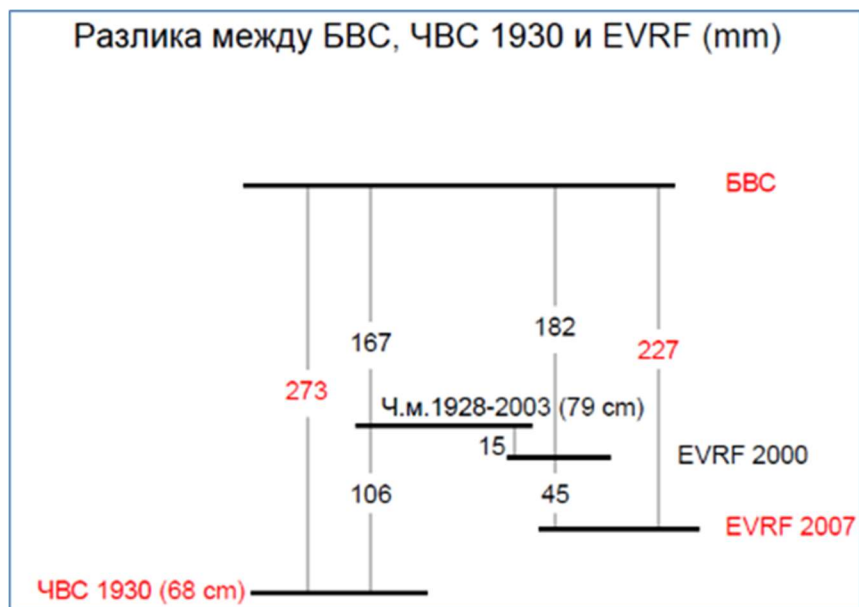 Разлика между БВС, ЧВС 1930 и EVRF (mm)
БВС
182
167
227
273
Ч.м.1928-2003 (79 cm)
15
EVRF 2000
106
45
EVRF 2007
ЧВС 1930 (68 cm)